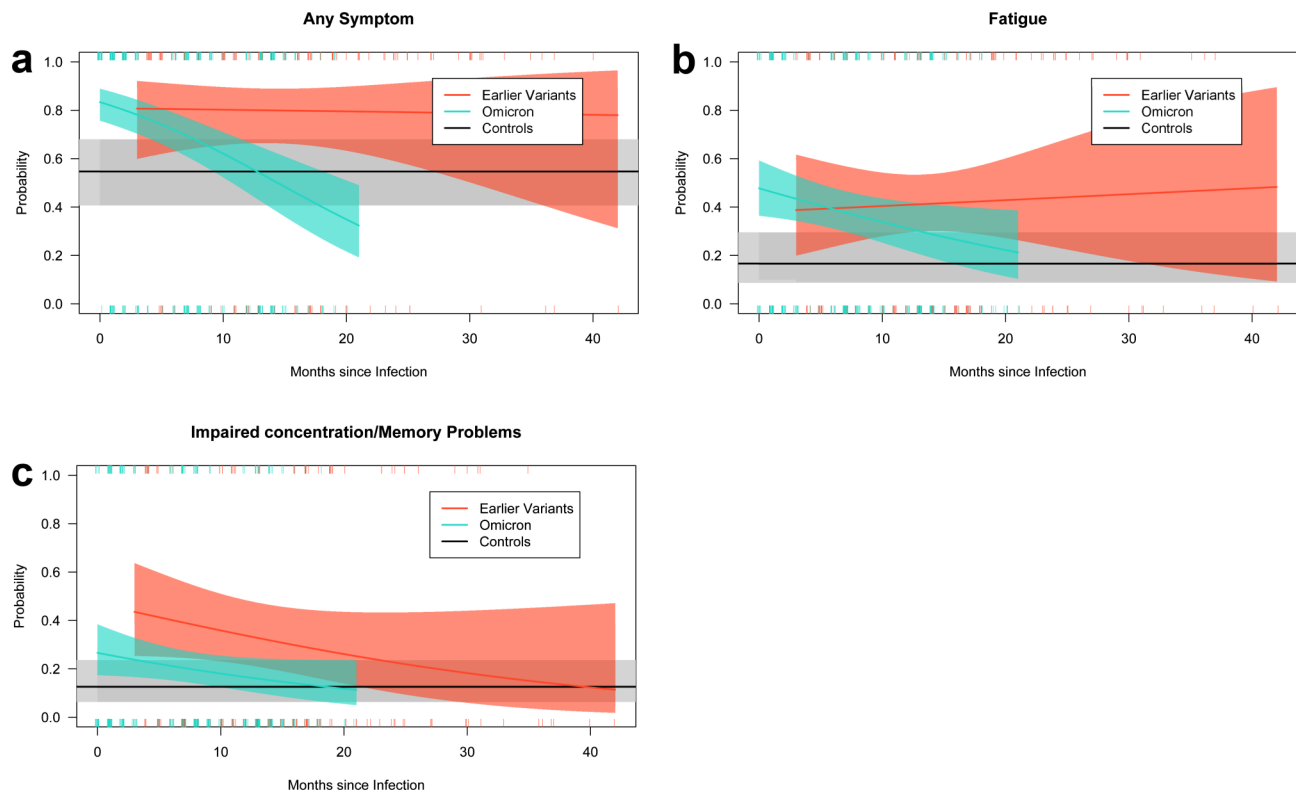 Any Symptom
a
Probability
1.0
0.8
0.6
0.4
0.2
0.0
Earlier Variants
Omicron
Controls
0 10 20 30 40
Months since Infection
Fatigue
b
Probability
1.0
0.8
0.6
0.4
0.2
0.0
Earlier Variants
Omicron
Controls
0 10 20 30 40
Months since Infection
Impaired concentration/Memory Problems
c
Probability
1.0
0.8
0.6
0.4
0.2
0.0
Earlier Variants
Omicron
Controls
0 10 20 30 40
Months since Infection